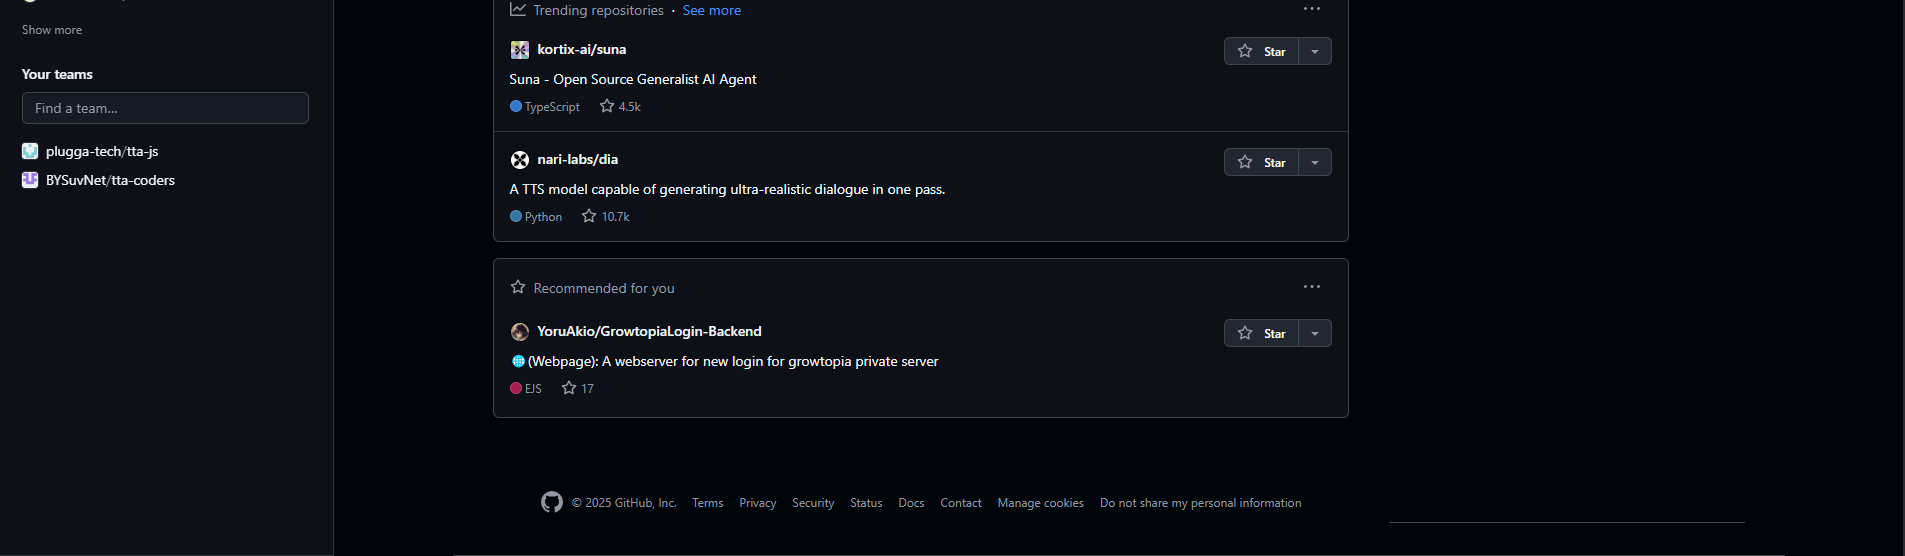 Show more
Your teams
Find a team...
plugga-tech/tta-js
BYSuvNet/tta-coders
Trending repositories · See more
kortix-ai/suna
Star
Suna - Open Source Generalist AI Agent
TypeScript 4.5k
nari-labs/dia
Star
A TTS model capable of generating ultra-realistic dialogue in one pass.
Python 10.7k
Recommended for you
YoruAkio/GrowtopiaLogin-Backend
Star
(Webpage): A webserver for new login for growtopia private server
EJS 17
© 2025 GitHub, Inc. Terms Privacy Security Status Docs Contact Manage cookies Do not share my personal information